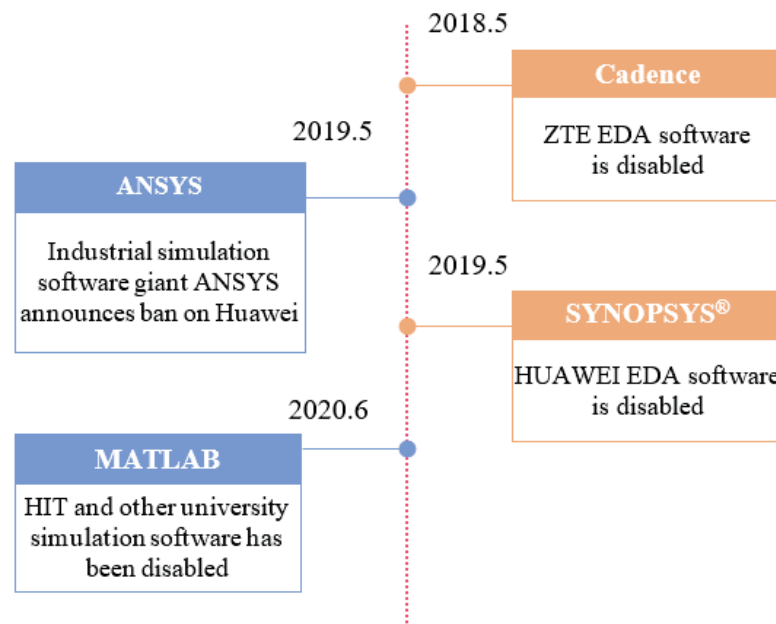 2018.5
Cadence
ZTE EDA software
is disabled
2019.5
ANSYS
Industrial simulation
software giant ANSYS
announces ban on Huawei
2019.5
SYNOPSYS®
HUAWEI EDA software
is disabled
2020.6
MATLAB
HIT and other university
simulation software has
been disabled